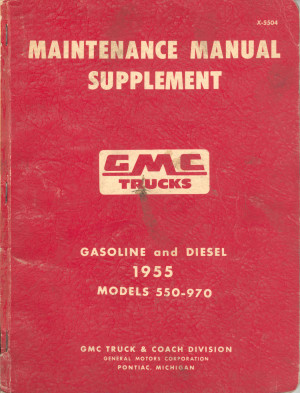 X-5504
MAINTENANCE MANUAL
SUPPLEMENT
GMC
TRUCKS
GASOLINE and DIESEL
1955
MODELS 550-970
GMC TRUCK & COACH DIVISION
GENERAL MOTORS CORPORATION
PONTIAC, MICHIGAN